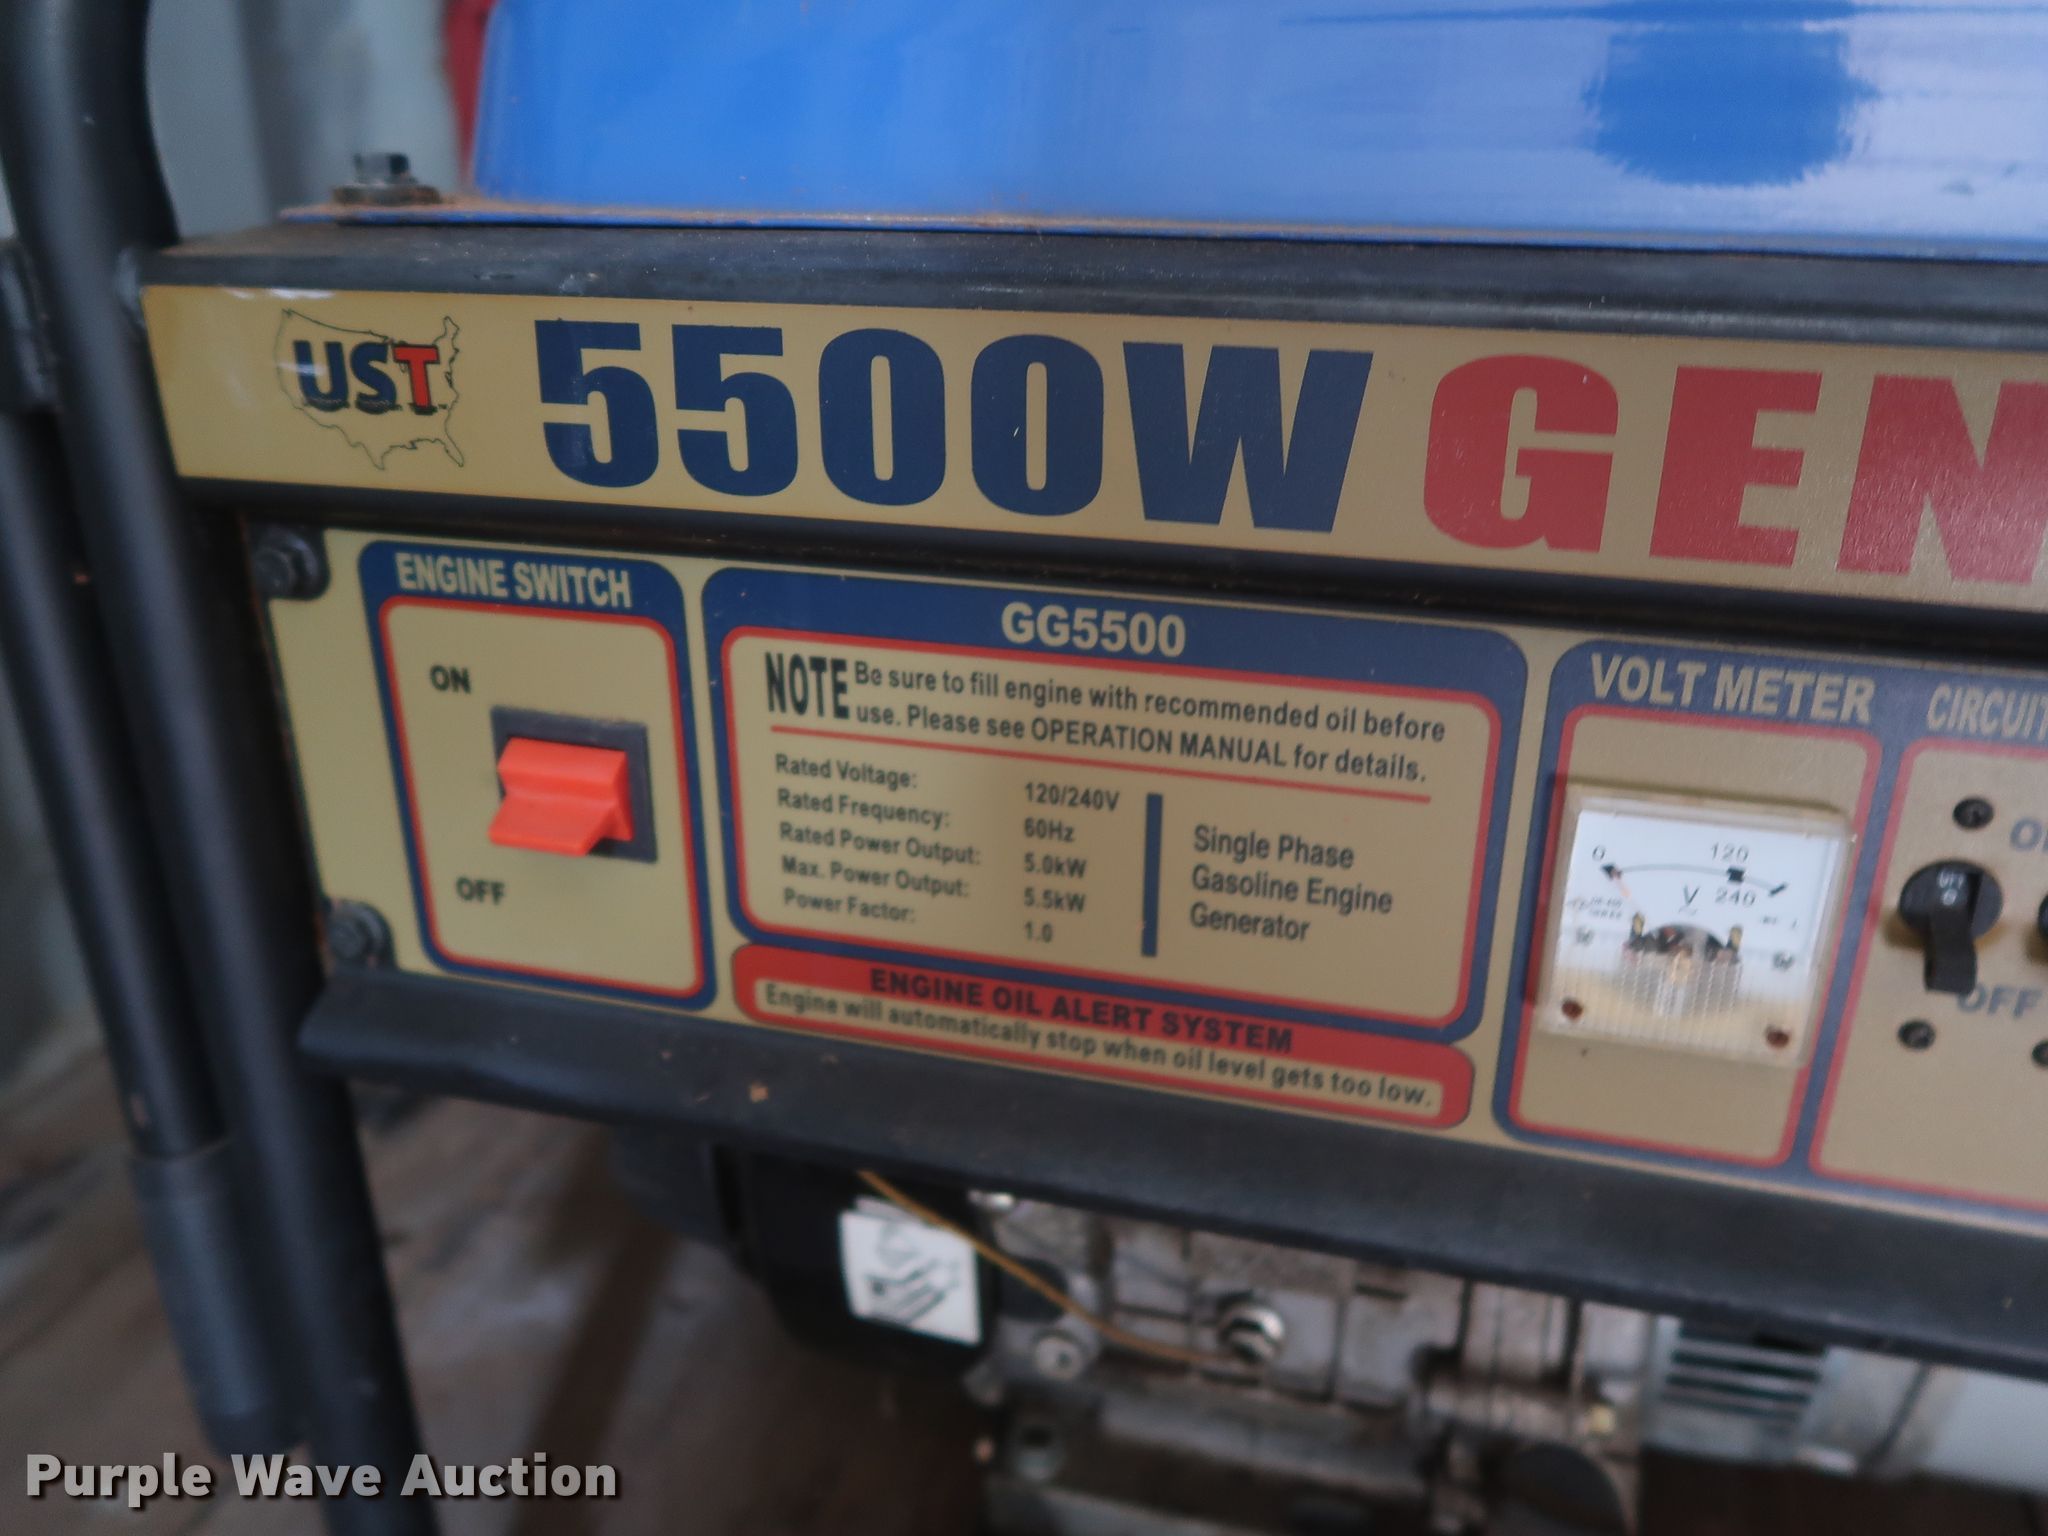 UST
5500W GEN
ENGINE SWITCH
ON
OFF
GG5500
NOTE Be sure to fill engine with recommended oil before
use. Please see OPERATION MANUAL for details.
Rated Voltage: 120/240V
Rated Frequency: 60Hz
Rated Power Output: 5.0kW
Max. Power Output: 5.5kW
Power Factor: 1.0
Single Phase
Gasoline Engine
Generator
ENGINE OIL ALERT SYSTEM
Engine will automatically stop when oil level gets too low.
VOLT METER
0 120
V 240
CIRCUIT
OFF
OFF
Purple Wave Auction